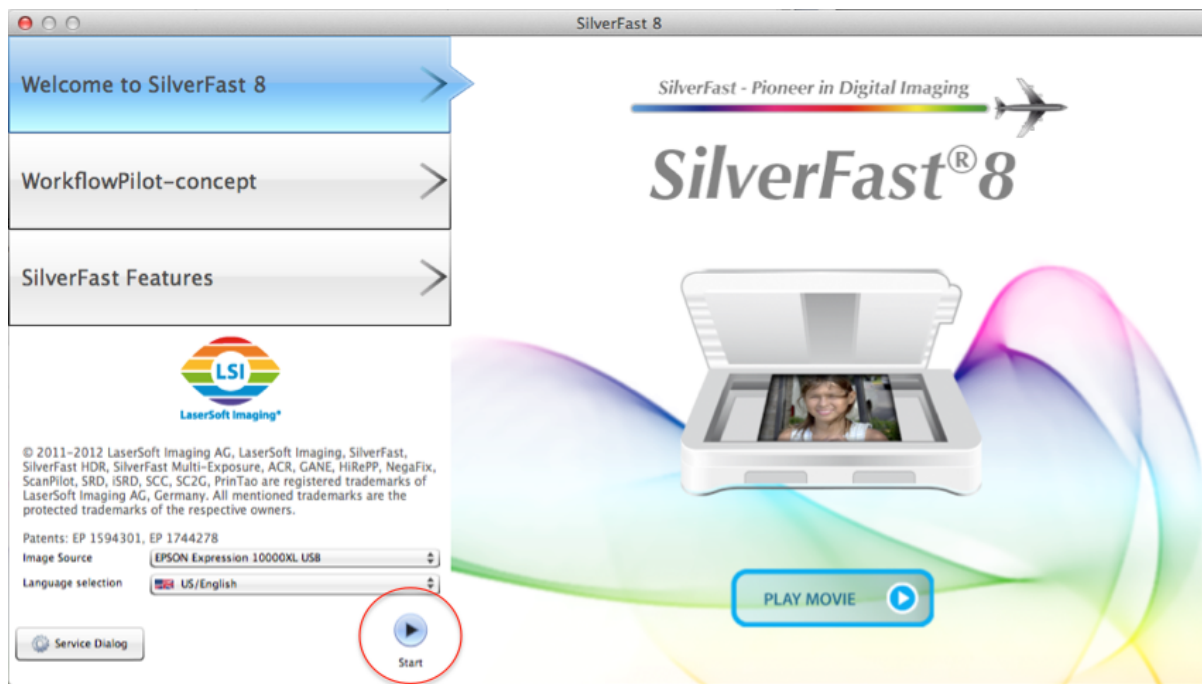 SilverFast 8
Welcome to SilverFast 8
WorkflowPilot-concept
SilverFast Features
LSI
LaserSoft Imaging®
© 2011-2012 LaserSoft Imaging AG, LaserSoft Imaging, SilverFast,
SilverFast HDR, SilverFast Multi-Exposure, ACR, GANE, HiRePP, NegaFix,
ScanPilot, SRD, iSRD, SCC, SC2G, PrinTao are registered trademarks of
LaserSoft Imaging AG, Germany. All mentioned trademarks are the
protected trademarks of the respective owners.
Patents: EP 1594301, EP 1744278
Image Source EPSON Expression 10000XL USB
Language selection US/English
Service Dialog
Start
SilverFast - Pioneer in Digital Imaging
SilverFast®8
PLAY MOVIE